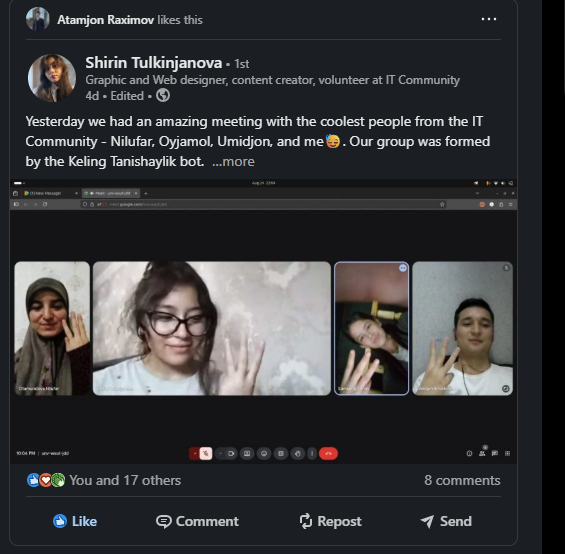 Atamjon Raximov likes this
Shirin Tulkinjanova • 1st
Graphic and Web designer, content creator, volunteer at IT Community
4d • Edited •
Yesterday we had an amazing meeting with the coolest people from the IT
Community - Nilufar, Oyjamol, Umidjon, and me😇. Our group was formed
by the Keling Tanishaylik bot. ...more
10:06 PM
You and 17 others
8 comments
Like
Comment
Repost
Send